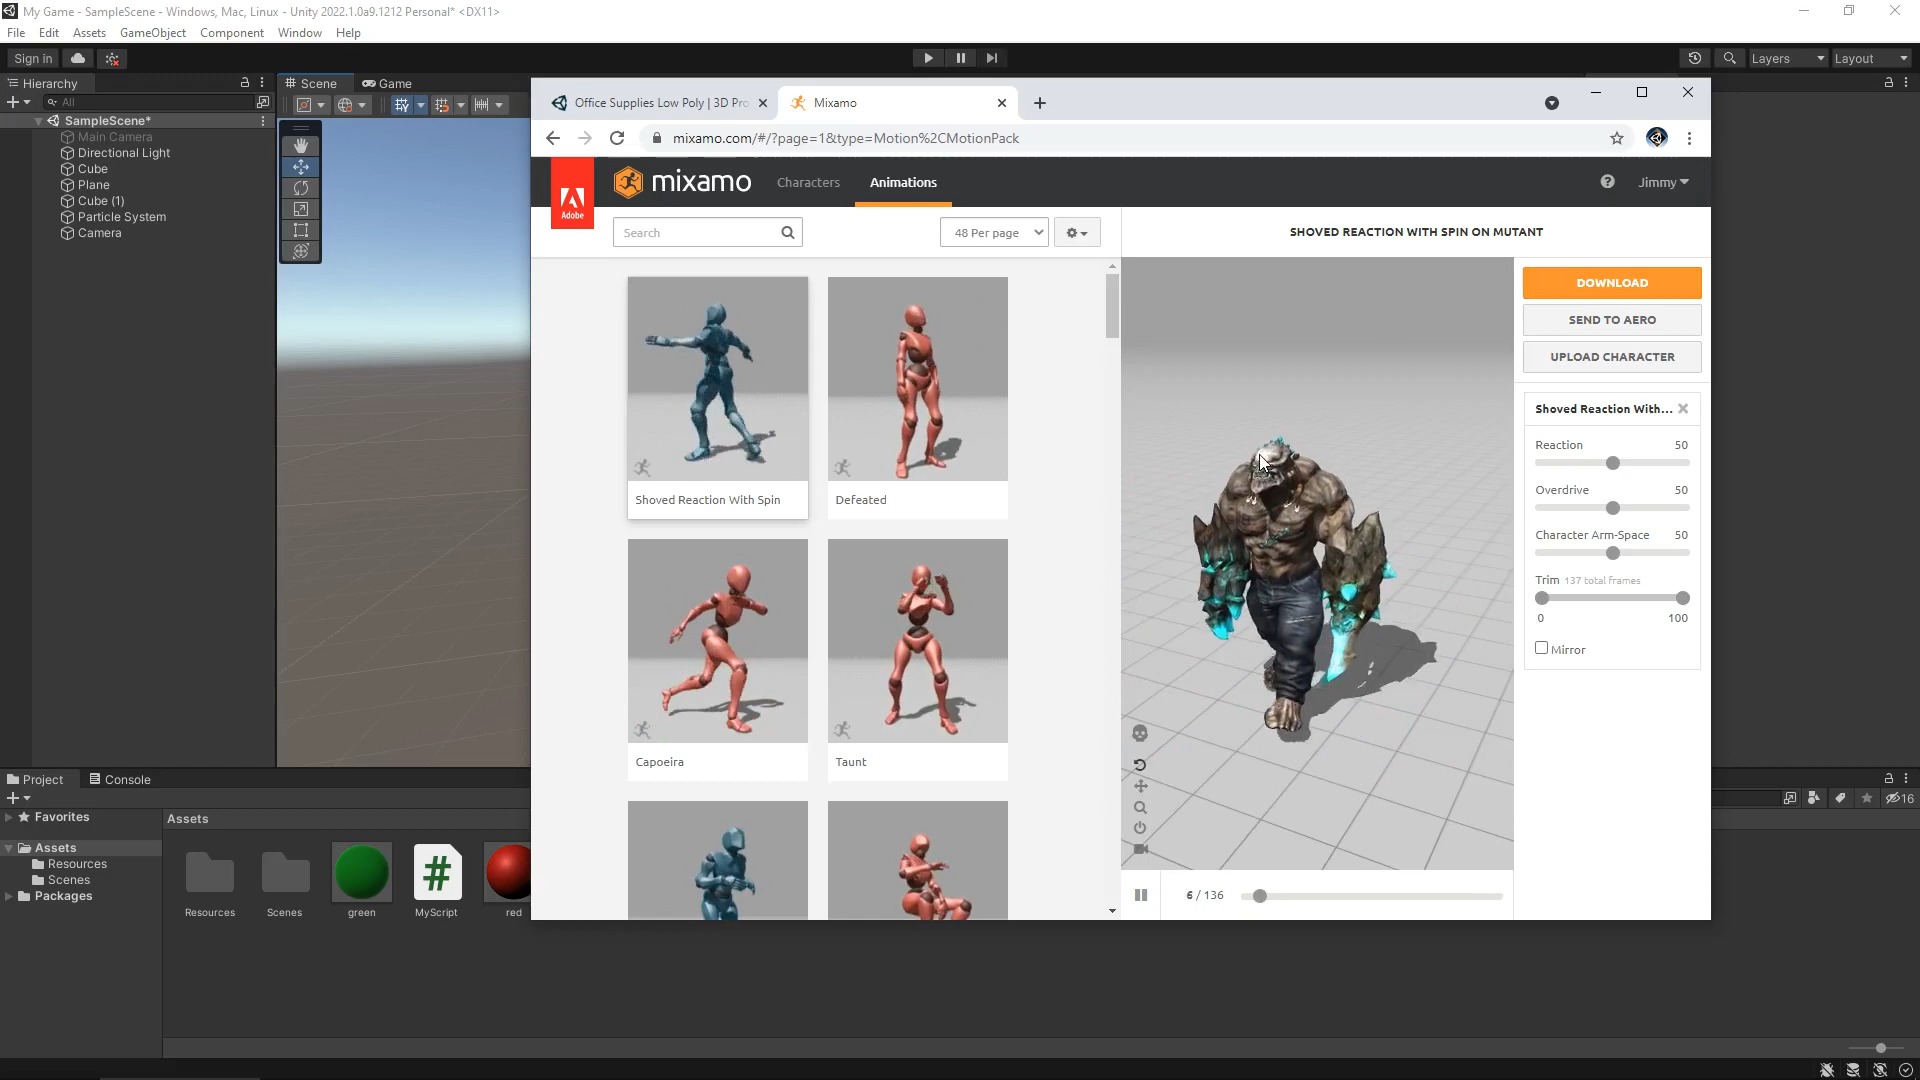 My Game - SampleScene - Windows, Mac, Linux - Unity 2022.1.0a9.1212 Personal* <DX11>
File Edit Assets GameObject Component Window Help
Sign in
Layers
Layout
Hierarchy
Scene
Game
All
SampleScene*
Main Camera
Directional Light
Cube
Plane
Cube (1)
Particle System
Camera
Office Supplies Low Poly | 3D Pro
Mixamo
mixamo.com/#/?page=1&type=Motion%2CMotionPack
Adobe
mixamo
Characters
Animations
Jimmy
Search
48 Per page
SHOVED REACTION WITH SPIN ON MUTANT
Shoved Reaction With Spin
Defeated
Capoeira
Taunt
DOWNLOAD
SEND TO AERO
UPLOAD CHARACTER
Shoved Reaction With...
Reaction 50
Overdrive 50
Character Arm-Space 50
Trim 137 total frames
0 100
Mirror
6 / 136
Project
Console
16
Favorites
Assets
Resources
Scenes
Packages
Assets
#
Resources
Scenes
green
MyScript
red